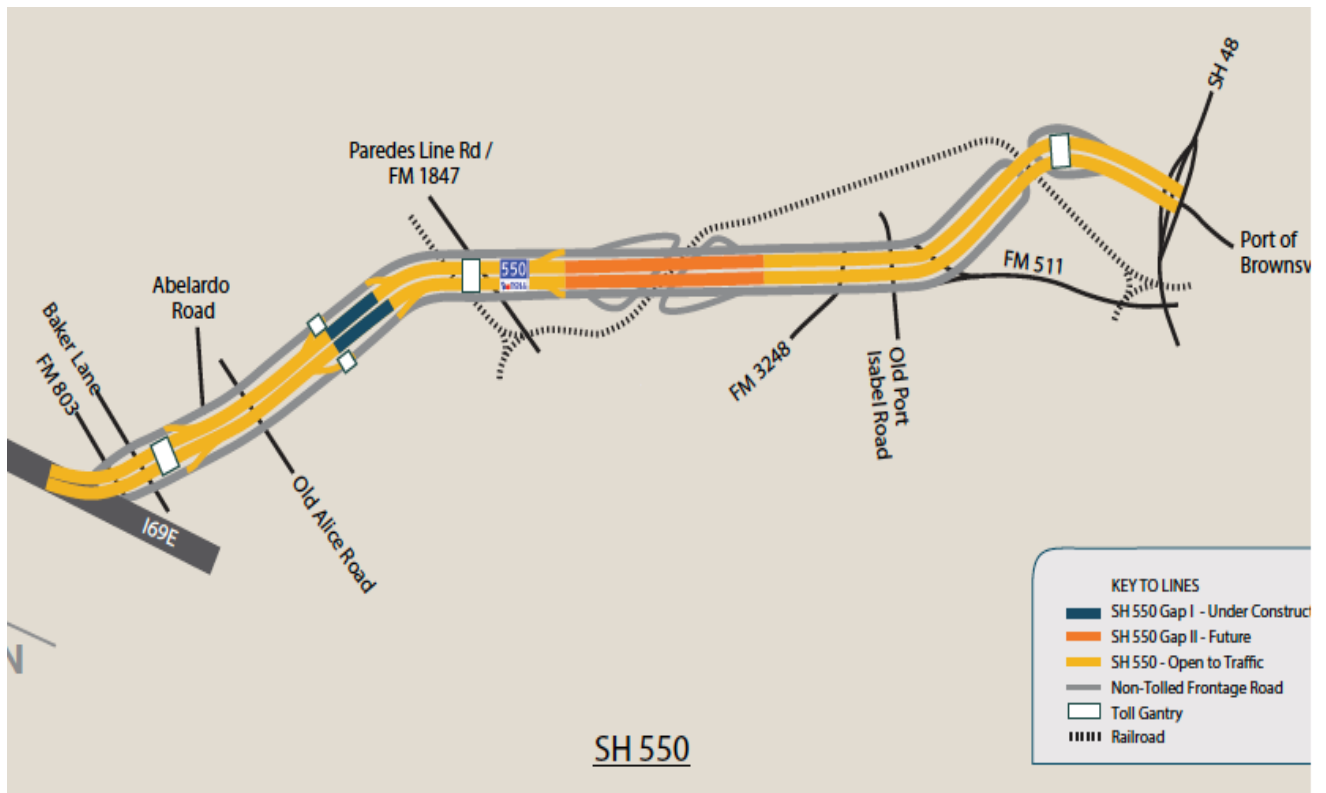 SH 48
Paredes Line Rd /
FM 1847
Port of
Brownsv
FM 511
550
Abelardo
Road
Baker Lane
FM 803
FM 3248
Old Port
Isabel Road
Old Alice Road
I69E
N
KEY TO LINES
SH 550 Gap I - Under Construct
SH 550 Gap II - Future
SH 550 - Open to Traffic
Non-Tolled Frontage Road
Toll Gantry
Railroad
SH 550